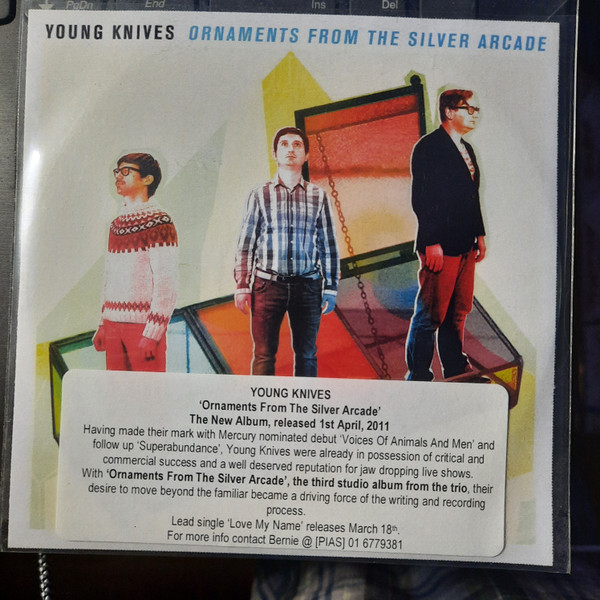 PgDn End Ins Del
YOUNG KNIVES ORNAMENTS FROM THE SILVER ARCADE
YOUNG KNIVES
‘Ornaments From The Silver Arcade’
The New Album, released 1st April, 2011
Having made their mark with Mercury nominated debut ‘Voices Of Animals And Men’ and
follow up ‘Superabundance’, Young Knives were already in possession of critical and
commercial success and a well deserved reputation for jaw dropping live shows.
With ‘Ornaments From The Silver Arcade’, the third studio album from the trio, their
desire to move beyond the familiar became a driving force of the writing and recording
process.
Lead single ‘Love My Name’ releases March 18th.
For more info contact Bernie @ [PIAS] 01 6779381